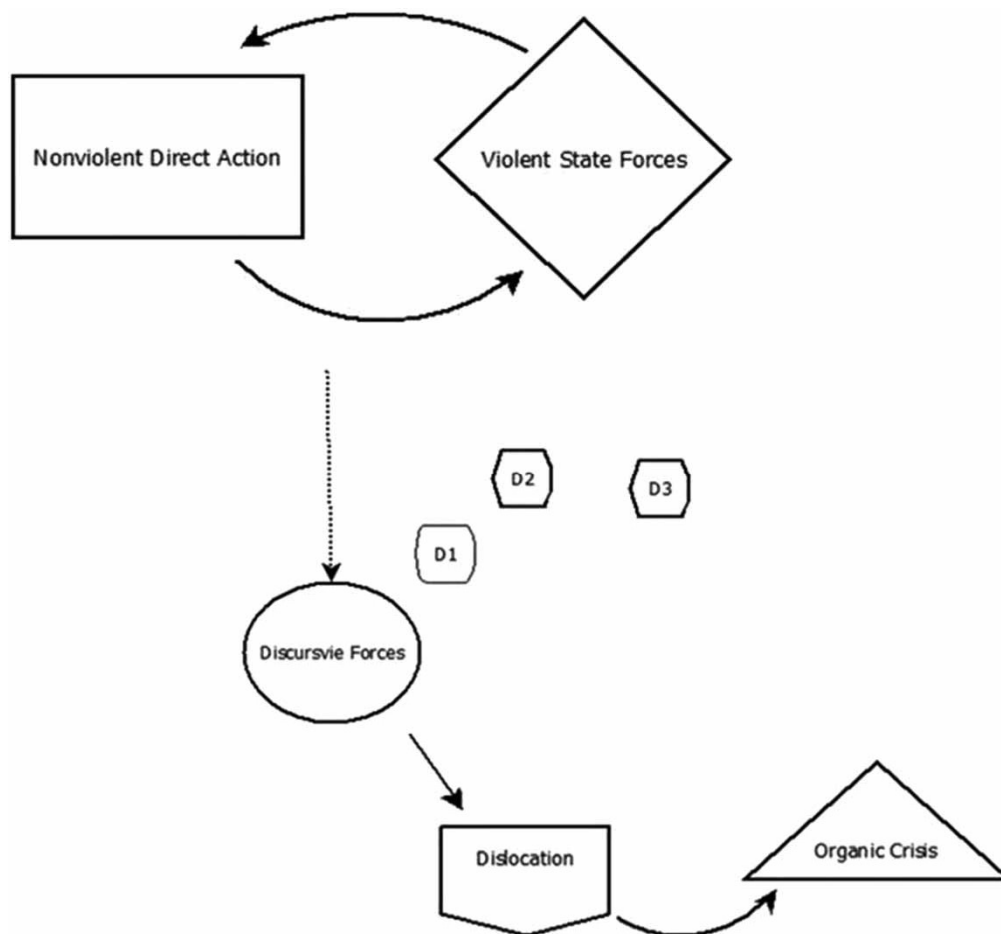 Nonviolent Direct Action
Violent State Forces
D2
D3
D1
Discursvie Forces
Dislocation
Organic Crisis